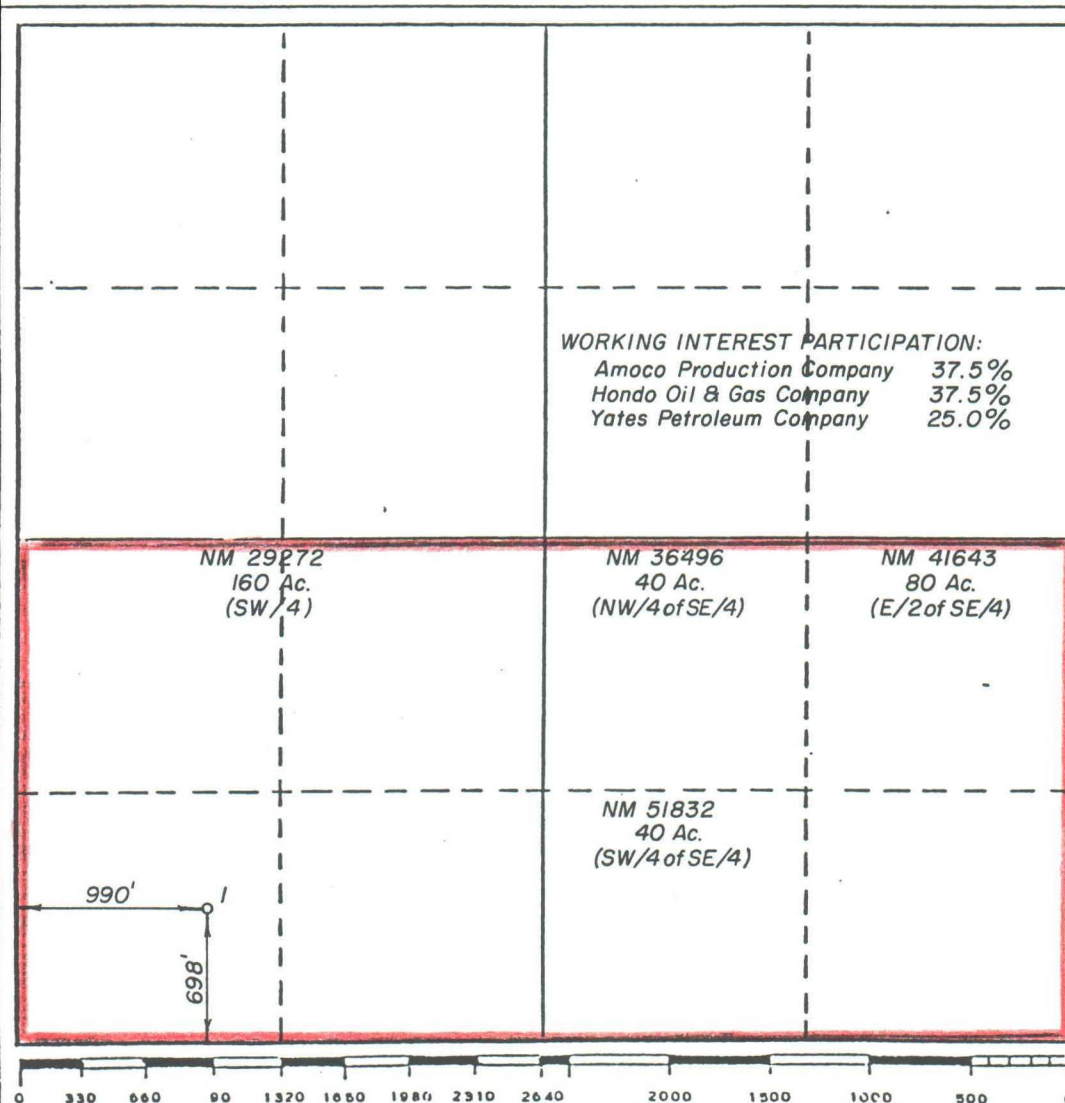 WORKING INTEREST PARTICIPATION:
Amoco Production Company 37.5%
Hondo Oil & Gas Company 37.5%
Yates Petroleum Company 25.0%
NM 29272
160 Ac.
(SW/4)
NM 36496
40 Ac.
(NW/4 of SE/4)
NM 41643
80 Ac.
(E/2 of SE/4)
NM 51832
40 Ac.
(SW/4 of SE/4)
990' 1
698'
0 330 660 90 1320 1650 1980 2310 2640 2000 1500 1000 500